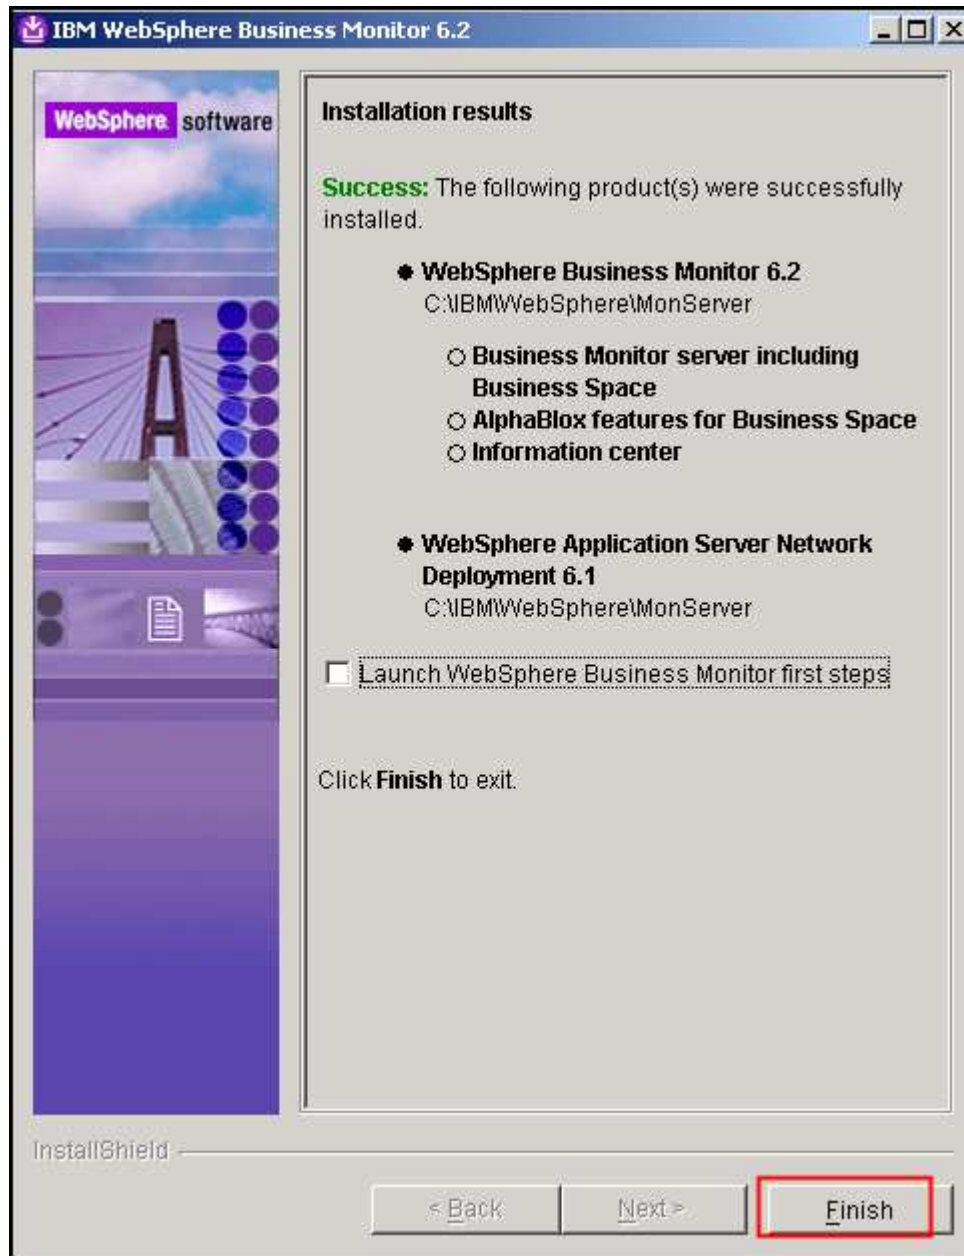 IBM WebSphere Business Monitor 6.2
WebSphere software
Installation results
Success: The following product(s) were successfully
installed.
WebSphere Business Monitor 6.2
C:\IBM\WebSphere\MonServer
Business Monitor server including
Business Space
AlphaBlox features for Business Space
Information center
WebSphere Application Server Network
Deployment 6.1
C:\IBM\WebSphere\MonServer
Launch WebSphere Business Monitor first steps
Click Finish to exit.
InstallShield
< Back
Next >
Finish